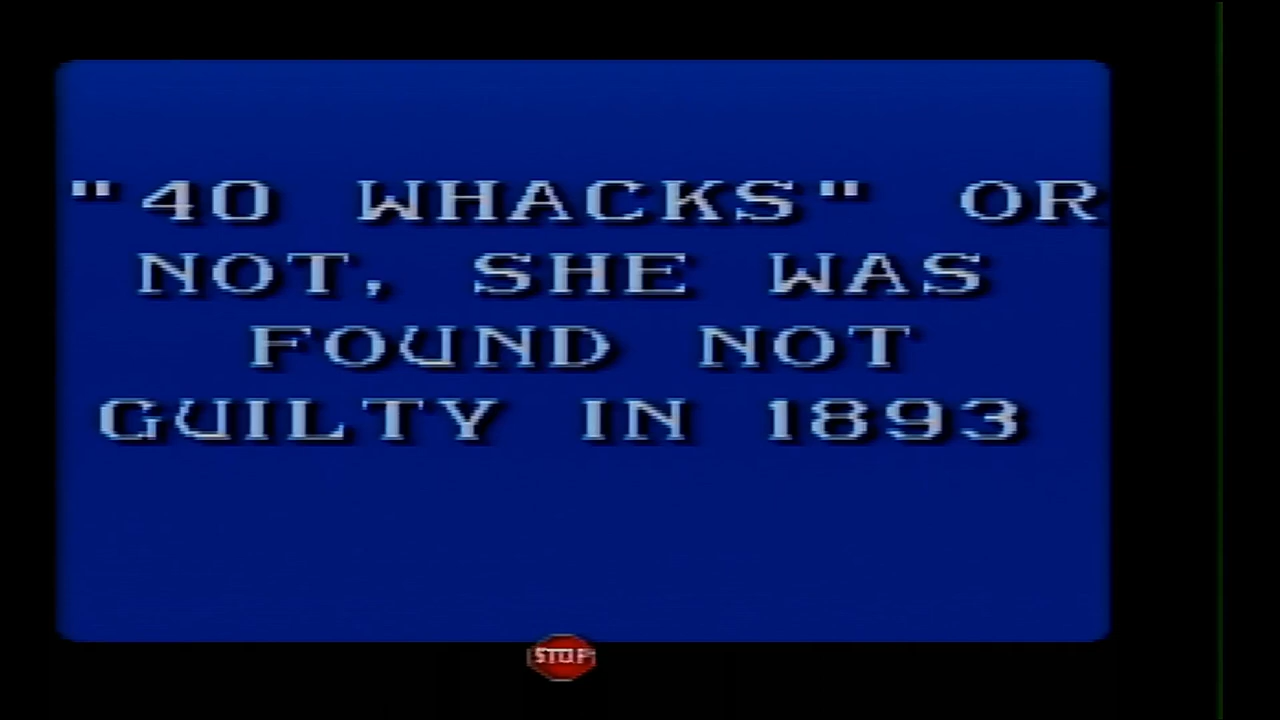 "40 WHACKS" OR
NOT, SHE WAS
FOUND NOT
GUILTY IN 1893
STOP